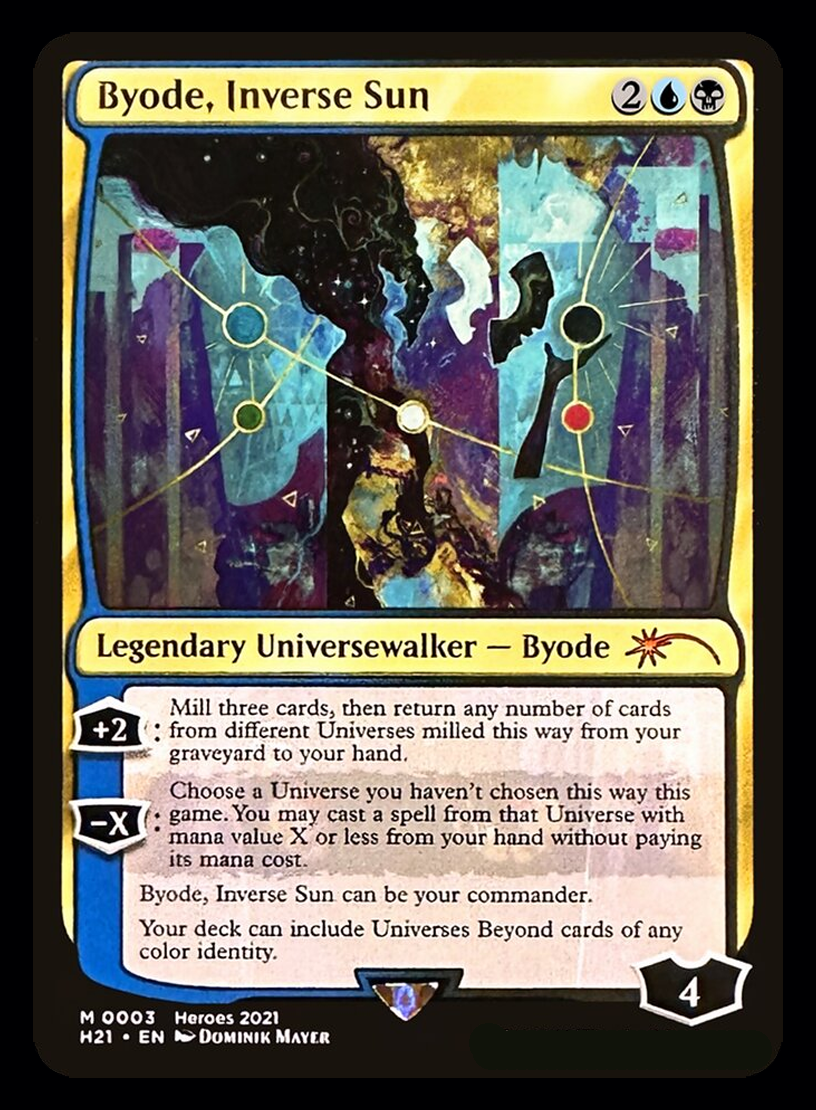 Byode, Inverse Sun 2
Legendary Universewalker — Byode
+2: Mill three cards, then return any number of cards
from different Universes milled this way from your
graveyard to your hand.
Choose a Universe you haven't chosen this way this
−X: game. You may cast a spell from that Universe with
mana value X or less from your hand without paying
its mana cost.
Byode, Inverse Sun can be your commander.
Your deck can include Universes Beyond cards of any
color identity.
4
M 0003 Heroes 2021
H21 • EN Dominik Mayer